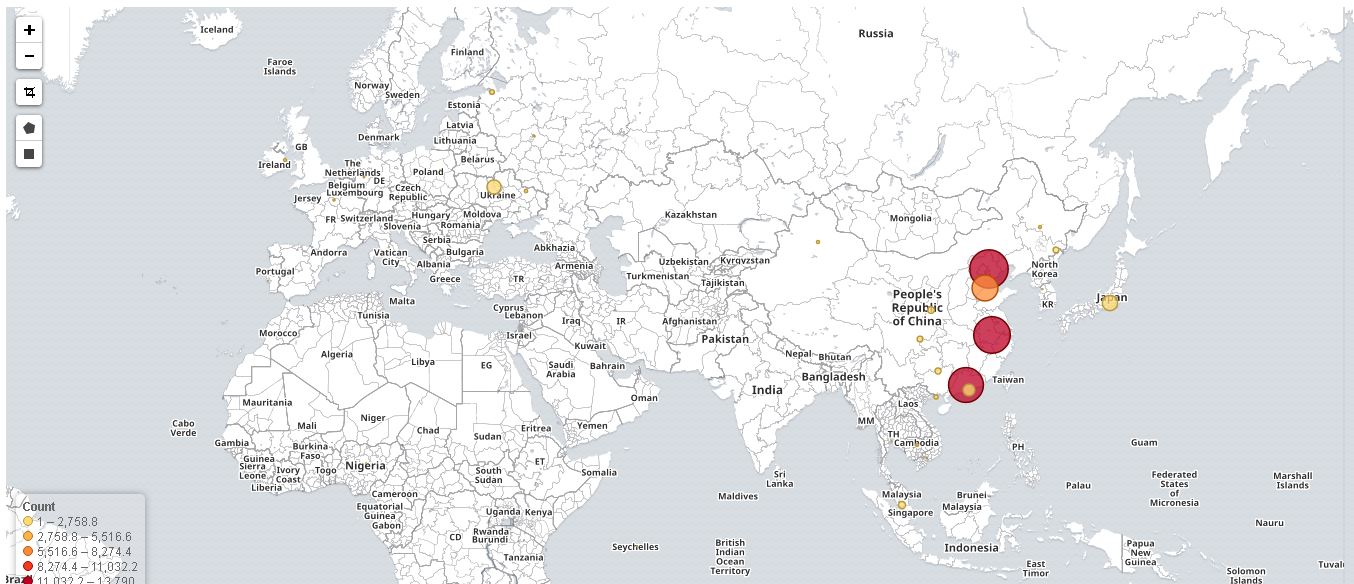 +
−
Iceland
Russia
Finland
Faroe
Islands
Norway
Sweden
Estonia
Latvia
Denmark
Lithuania
GB
Ireland
Belarus
The
Netherlands
Poland
DE
Belgium
Luxembourg
Czech
Republic
Ukraine
Jersey
Kazakhstan
Mongolia
FR
Switzerland
Hungary
Moldova
Slovenia
Romania
Serbia
Andorra
Vatican
City
Bulgaria
Abkhazia
Albania
Armenia
Uzbekistan
Kyrgyzstan
Portugal
Greece
TR
Turkmenistan
Tajikistan
North
Korea
People's
Republic
of China
KR
Japan
Malta
Tunisia
Cyprus
Lebanon
Iraq
IR
Afghanistan
Morocco
Israel
Pakistan
Kuwait
Algeria
Libya
EG
Saudi
Arabia
Bahrain
Nepal
Bhutan
Bangladesh
Taiwan
India
Oman
Mauritania
Laos
Mali
Niger
Chad
Sudan
Eritrea
Yemen
MM
Cabo
Verde
TH
Cambodia
PH
Guam
Gambia
Burkina
Faso
Guinea
Sierra
Leone
Ivory
Coast
Togo
Nigeria
Liberia
South
Sudan
ET
Somalia
Sri
Lanka
Palau
Federated
States
of
Micronesia
Marshall
Islands
Cameroon
Maldives
Malaysia
Singapore
Brunei
Malaysia
Equatorial
Guinea
Gabon
Uganda
Kenya
Nauru
CD
Rwanda
Burundi
Tanzania
Seychelles
British
Indian
Ocean
Territory
Indonesia
Papua
New
Guinea
East
Timor
Solomon
Islands
Tuval
Brazil
Count
1 – 2,758.8
2,758.8 – 5,516.6
5,516.6 – 8,274.4
8,274.4 – 11,032.2
11,032.2 – 13,790